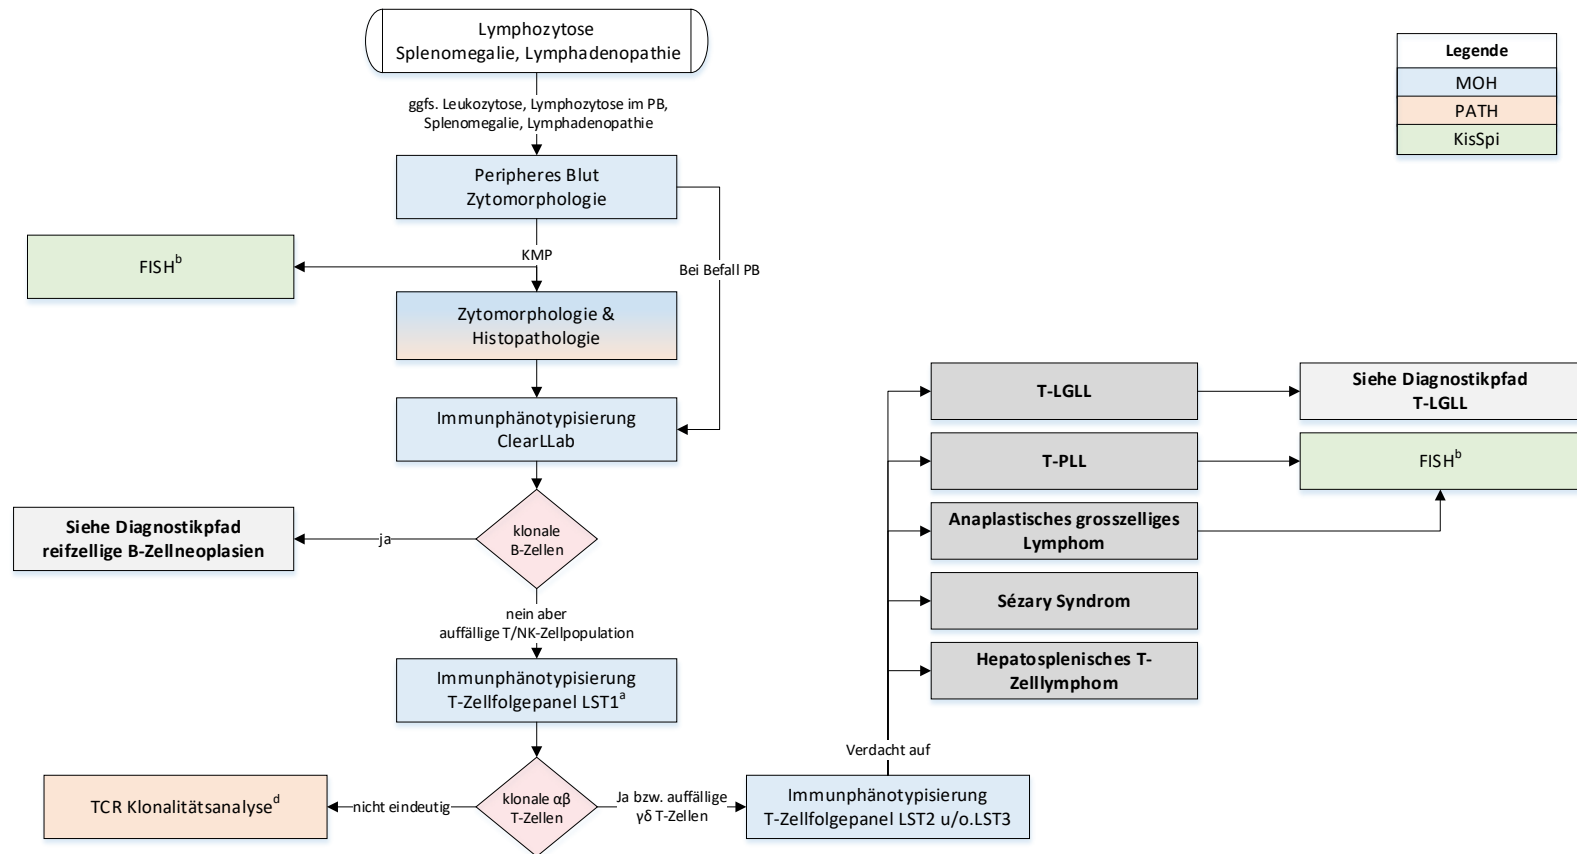 Lymphozytose
Splenomegalie, Lymphadenopathie
Legende
MOH
PATH
KisSpi
ggfs. Leukozytose, Lymphozytose im PB,
Splenomegalie, Lymphadenopathie
Peripheres Blut
Zytomorphologie
KMP
Bei Befall PB
FISHᵇ
Zytomorphologie &
Histopathologie
Immunphänotypisierung
ClearLLab
klonale
B-Zellen
ja
Siehe Diagnostikpfad
reifzellige B-Zellneoplasien
nein aber
auffällige T/NK-Zellpopulation
Immunphänotypisierung
T-Zellfolgepanel LST1ᵃ
klonale αβ
T-Zellen
nicht eindeutig
TCR Klonalitätsanalyseᵈ
Ja bzw. auffällige
γδ T-Zellen
Immunphänotypisierung
T-Zellfolgepanel LST2 u/o.LST3
Verdacht auf
T-LGLL
Siehe Diagnostikpfad
T-LGLL
T-PLL
FISHᵇ
Anaplastisches grosszelliges
Lymphom
Sézary Syndrom
Hepatosplenisches T-
Zelllymphom